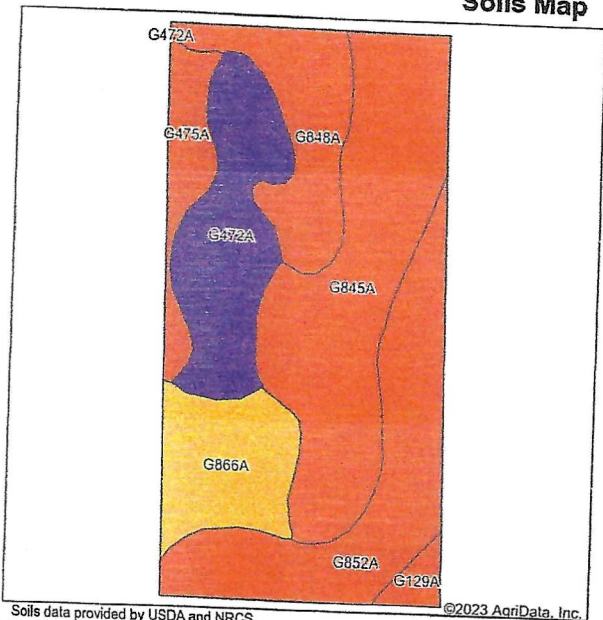 Soils Map
G472A
G475A
G848A
G472A
G845A
G866A
G852A
G129A
Soils data provided by USDA and NRCS.
©2023 AgriData, Inc.